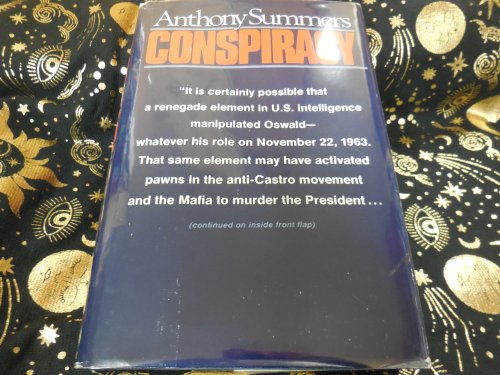 Anthony Summers
CONSPIRACY
"It is certainly possible that
a renegade element in U.S. intelligence
manipulated Oswald—
whatever his role on November 22, 1963.
That same element may have activated
pawns in the anti-Castro movement
and the Mafia to murder the President...
(continued on inside front flap)